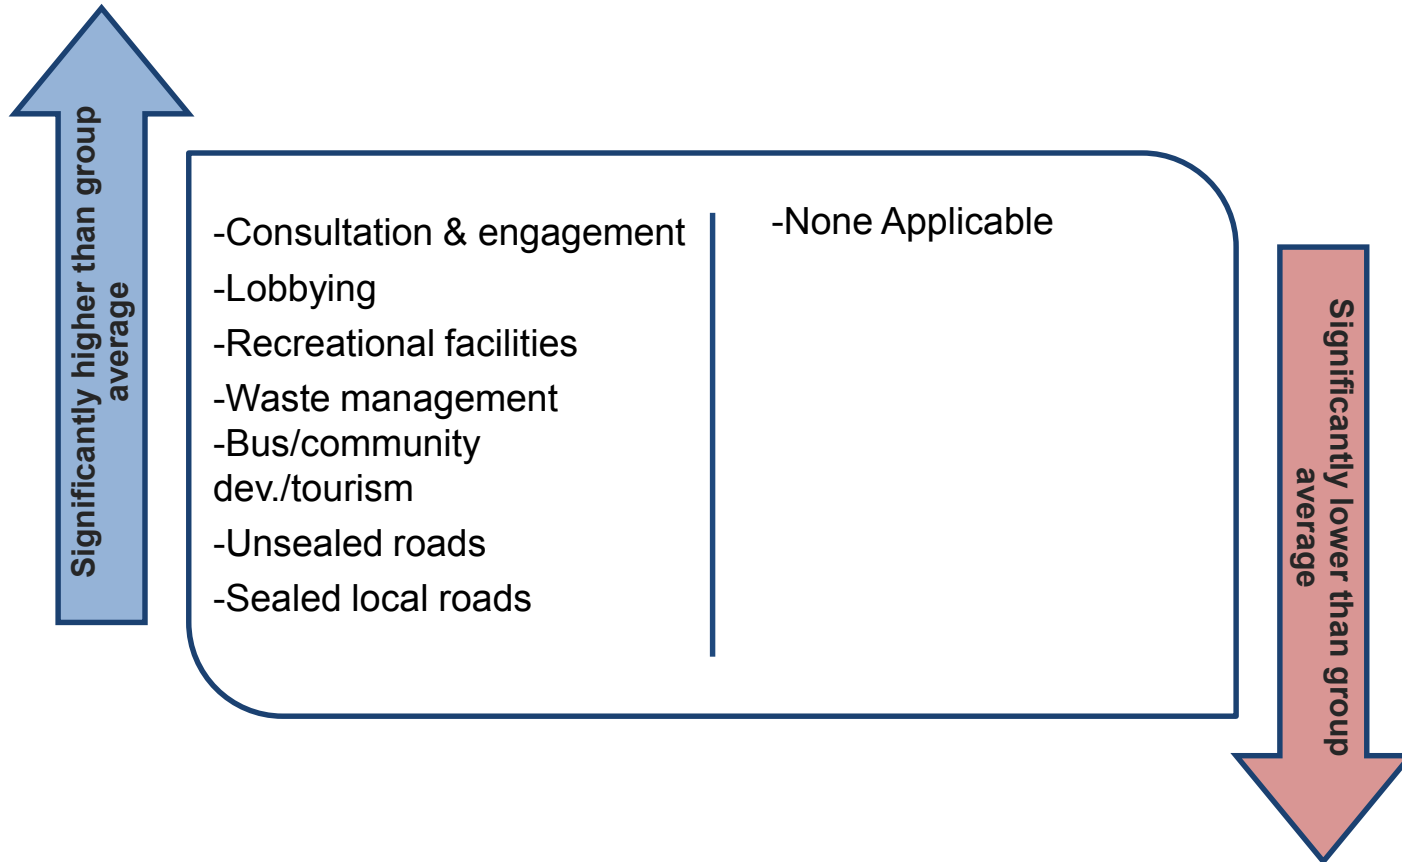 Significantly higher than group
average
-Consultation & engagement
-Lobbying
-Recreational facilities
-Waste management
-Bus/community
dev./tourism
-Unsealed roads
-Sealed local roads
-None Applicable
Significantly lower than group
average